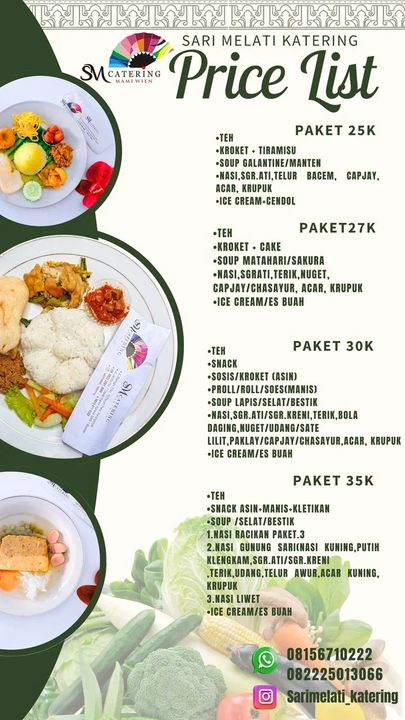 SARI MELATI KATERING
SM CATERING
MAMI WIEN
Price List
PAKET 25K
•TEH
•KROKET + TIRAMISU
•SOUP GALANTINE/MANTEN
•NASI,SGR.ATI,TELUR BACEM, CAPJAY,
ACAR, KRUPUK
•ICE CREAM+CENDOL
PAKET27K
•TEH
•KROKET + CAKE
•SOUP MATAHARI/SAKURA
•NASI,SGRATI,TERIK,NUGET,
CAPJAY/CHASAYUR, ACAR, KRUPUK
•ICE CREAM/ES BUAH
PAKET 30K
•TEH
•SNACK
•SOSIS/KROKET (ASIN)
•PROLL/ROLL/SOES(MANIS)
•SOUP LAPIS/SELAT/BESTIK
•NASI,SGR.ATI/SGR.KRENI,TERIK,BOLA
DAGING,NUGET/UDANG/SATE
LILIT,PAKLAY/CAPJAY/CHASAYUR,ACAR, KRUPUK
•ICE CREAM/ES BUAH
PAKET 35K
•TEH
•SNACK ASIN+MANIS+KLETIKAN
•SOUP /SELAT/BESTIK
1.NASI RACIKAN PAKET.3
2.NASI GUNUNG SARI(NASI KUNING,PUTIH
KLENGKAM,SGR.ATI/SGR.KRENI
,TERIK,UDANG,TELUR AWUR,ACAR KUNING,
KRUPUK
3.NASI LIWET
•ICE CREAM/ES BUAH
08156710222
082225013066
Sarimelati_katering
SM CATERING